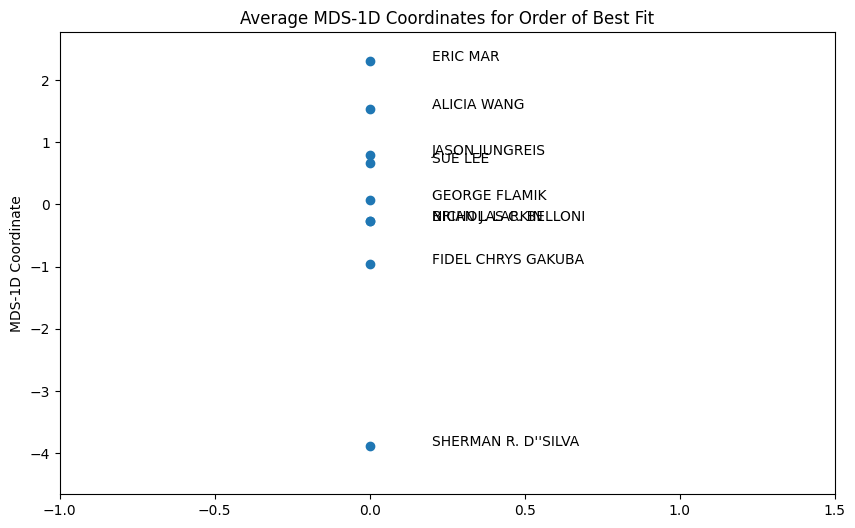 Average MDS-1D Coordinates for Order of Best Fit
MDS-1D Coordinate
2
1
0
−1
−2
−3
−4
ERIC MAR
ALICIA WANG
JASON JUNGREIS
SUE LEE
GEORGE FLAMIK
BELLONI
FIDEL CHRYS GAKUBA
SHERMAN R. D''SILVA
−1.0
−0.5
0.0
0.5
1.0
1.5